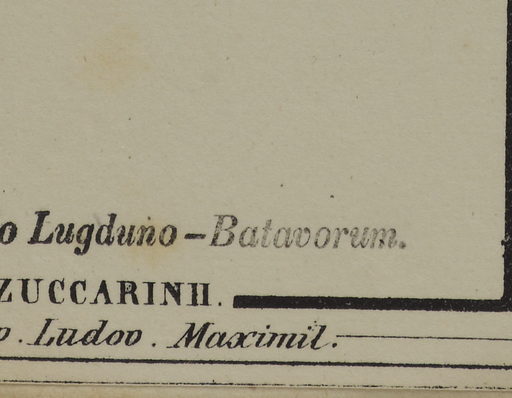 o Lugduno-Batavorum.
ZUCCARINII.
o. Ludov. Maximil.